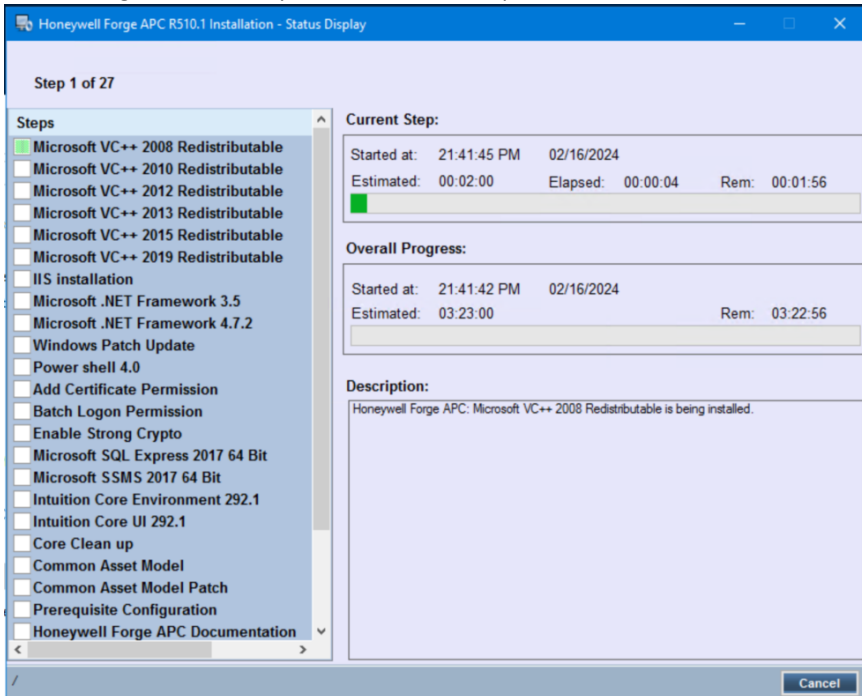 Honeywell Forge APC R510.1 Installation - Status Display
Step 1 of 27
Steps
Microsoft VC++ 2008 Redistributable
Microsoft VC++ 2010 Redistributable
Microsoft VC++ 2012 Redistributable
Microsoft VC++ 2013 Redistributable
Microsoft VC++ 2015 Redistributable
Microsoft VC++ 2019 Redistributable
IIS installation
Microsoft .NET Framework 3.5
Microsoft .NET Framework 4.7.2
Windows Patch Update
Power shell 4.0
Add Certificate Permission
Batch Logon Permission
Enable Strong Crypto
Microsoft SQL Express 2017 64 Bit
Microsoft SSMS 2017 64 Bit
Intuition Core Environment 292.1
Intuition Core UI 292.1
Core Clean up
Common Asset Model
Common Asset Model Patch
Prerequisite Configuration
Honeywell Forge APC Documentation
Current Step:
Started at: 21:41:45 PM 02/16/2024
Estimated: 00:02:00 Elapsed: 00:00:04 Rem: 00:01:56
Overall Progress:
Started at: 21:41:42 PM 02/16/2024
Estimated: 03:23:00 Rem: 03:22:56
Description:
Honeywell Forge APC: Microsoft VC++ 2008 Redistributable is being installed.
/
Cancel